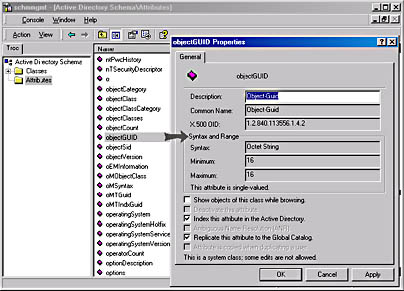 schmmgmt - [Active Directory Schema\Attributes]
Console Window Help
Action View
Tree
Active Directory Schema
Classes
Attributes
Name
ntPwdHistory
nTSecurityDescriptor
o
objectCategory
objectClass
objectClassCategory
objectClasses
objectCount
objectGUID
objectSid
objectVersion
oEMInformation
oMObjectClass
oMSyntax
oMTGuid
oMTIndxGuid
operatingSystem
operatingSystemHotfix
operatingSystemServicePack
operatingSystemVersion
operatorCount
optionDescription
options
objectGUID Properties
General
objectGUID
Description: Object-Guid
Common Name: Object-Guid
X.500 OID: 1.2.840.113556.1.4.2
Syntax and Range
Syntax: Octet String
Minimum: 16
Maximum: 16
This attribute is single-valued.
Show objects of this class while browsing.
Deactivate this attribute.
Index this attribute in the Active Directory.
Ambiguous Name Resolution (ANR).
Replicate this attribute to the Global Catalog.
Attribute is copied when duplicating a user.
This is a system class; some edits are not allowed.
OK Cancel Apply